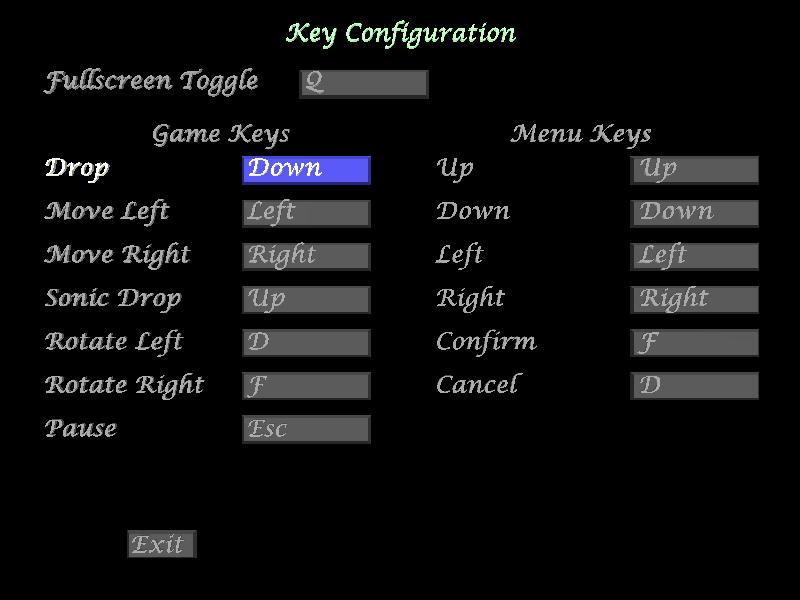 Key Configuration
Fullscreen Toggle Q
Game Keys Menu Keys
Drop Down Up Up
Move Left Left Down Down
Move Right Right Left Left
Sonic Drop Up Right Right
Rotate Left D Confirm F
Rotate Right F Cancel D
Pause Esc
Exit